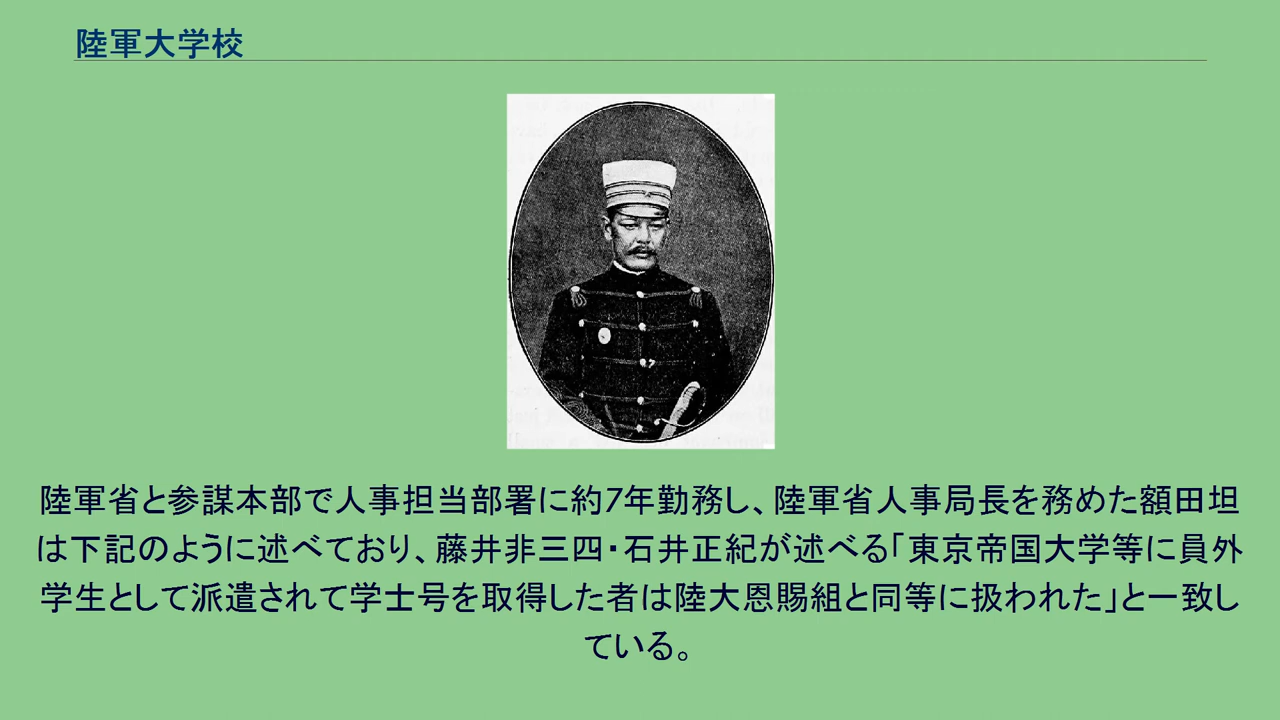 陸軍大学校
陸軍省と参謀本部で人事担当部署に約7年勤務し、陸軍省人事局長を務めた額田坦
は下記のように述べており、藤井非三四・石井正紀が述べる「東京帝国大学等に員外
学生として派遣されて学士号を取得した者は陸大恩賜組と同等に扱われた」と一致し
ている。